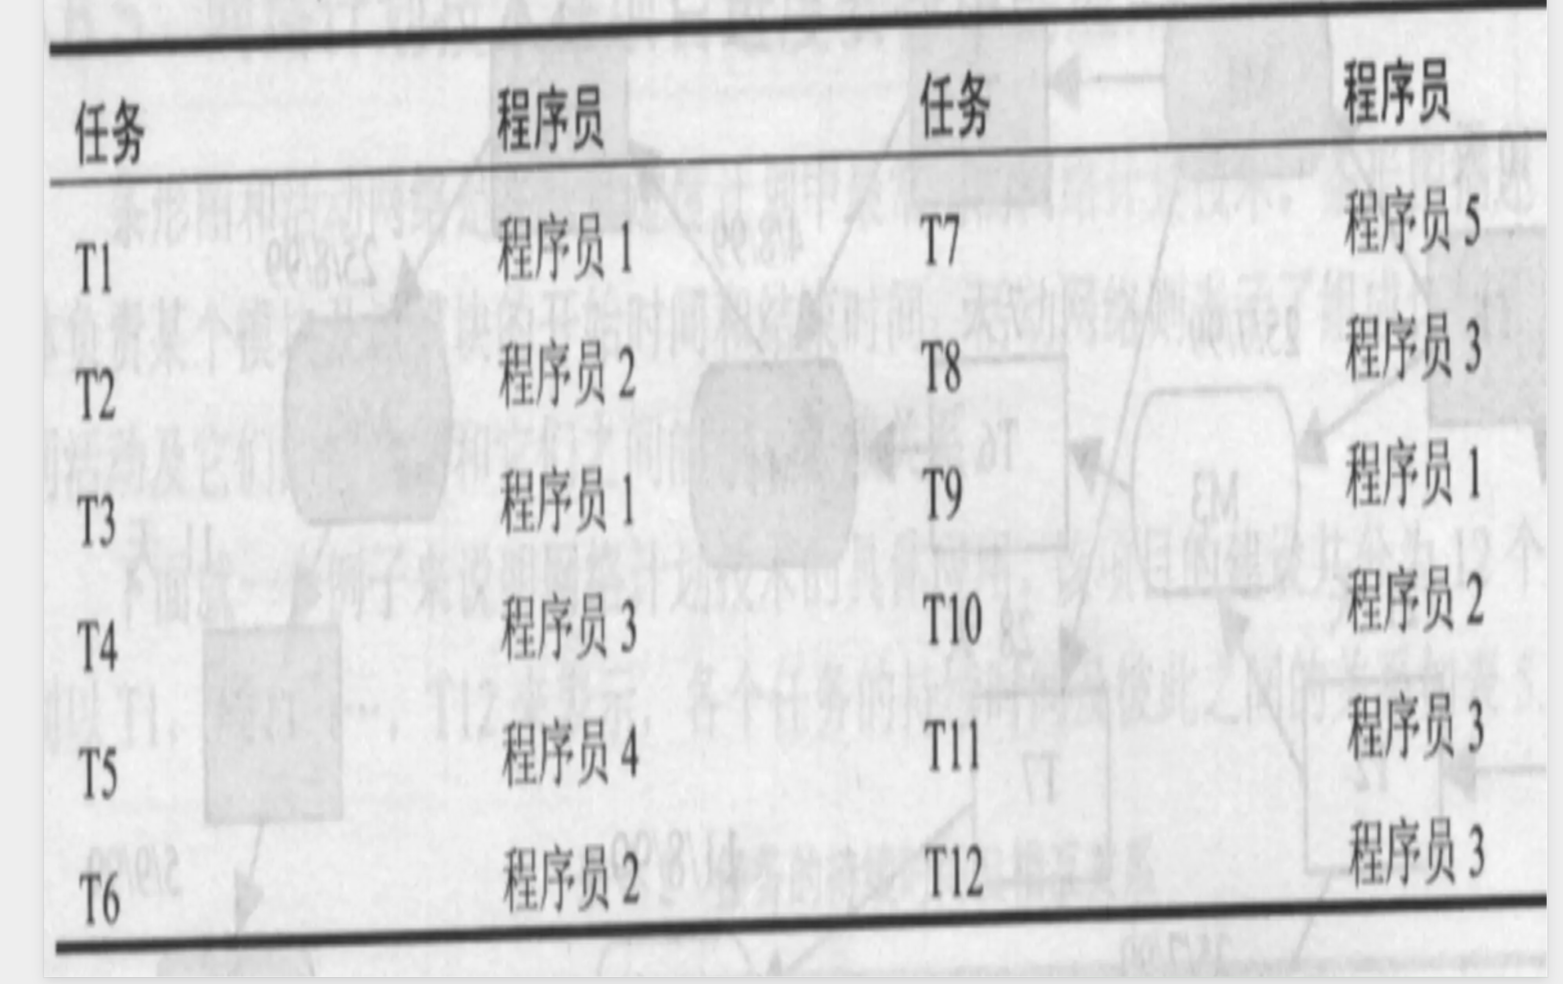 任务 程序员 任务 程序员
T1 程序员 1 T7 程序员 5
T2 程序员 2 T8 程序员 3
T3 程序员 1 T9 程序员 1
T4 程序员 3 T10 程序员 2
T5 程序员 4 T11 程序员 3
T6 程序员 2 T12 程序员 3